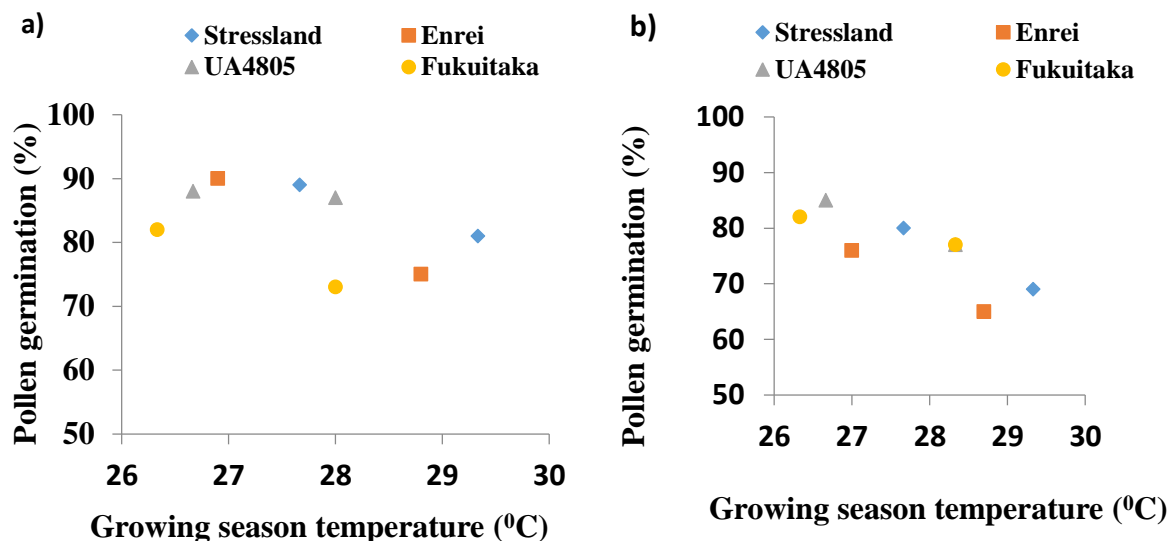 a)
Stressland Enrei
UA4805 Fukuitaka
Pollen germination (%)
100
90
80
70
60
50
26 27 28 29 30
Growing season temperature (⁰C)
b)
Stressland Enrei
UA4805 Fukuitaka
Pollen germination (%)
100
90
80
70
60
50
26 27 28 29 30
Growing season temperature (⁰C)